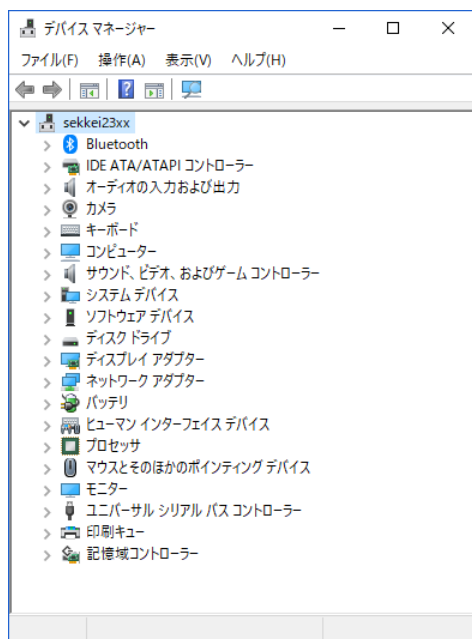 デバイス マネージャー
ファイル(F) 操作(A) 表示(V) ヘルプ(H)
sekkei23xx
Bluetooth
IDE ATA/ATAPI コントローラー
オーディオの入力および出力
カメラ
キーボード
コンピューター
サウンド、ビデオ、およびゲーム コントローラー
システム デバイス
ソフトウェア デバイス
ディスク ドライブ
ディスプレイ アダプター
ネットワーク アダプター
バッテリ
ヒューマン インターフェイス デバイス
プロセッサ
マウスとそのほかのポインティング デバイス
モニター
ユニバーサル シリアル バス コントローラー
印刷キュー
記憶域コントローラー